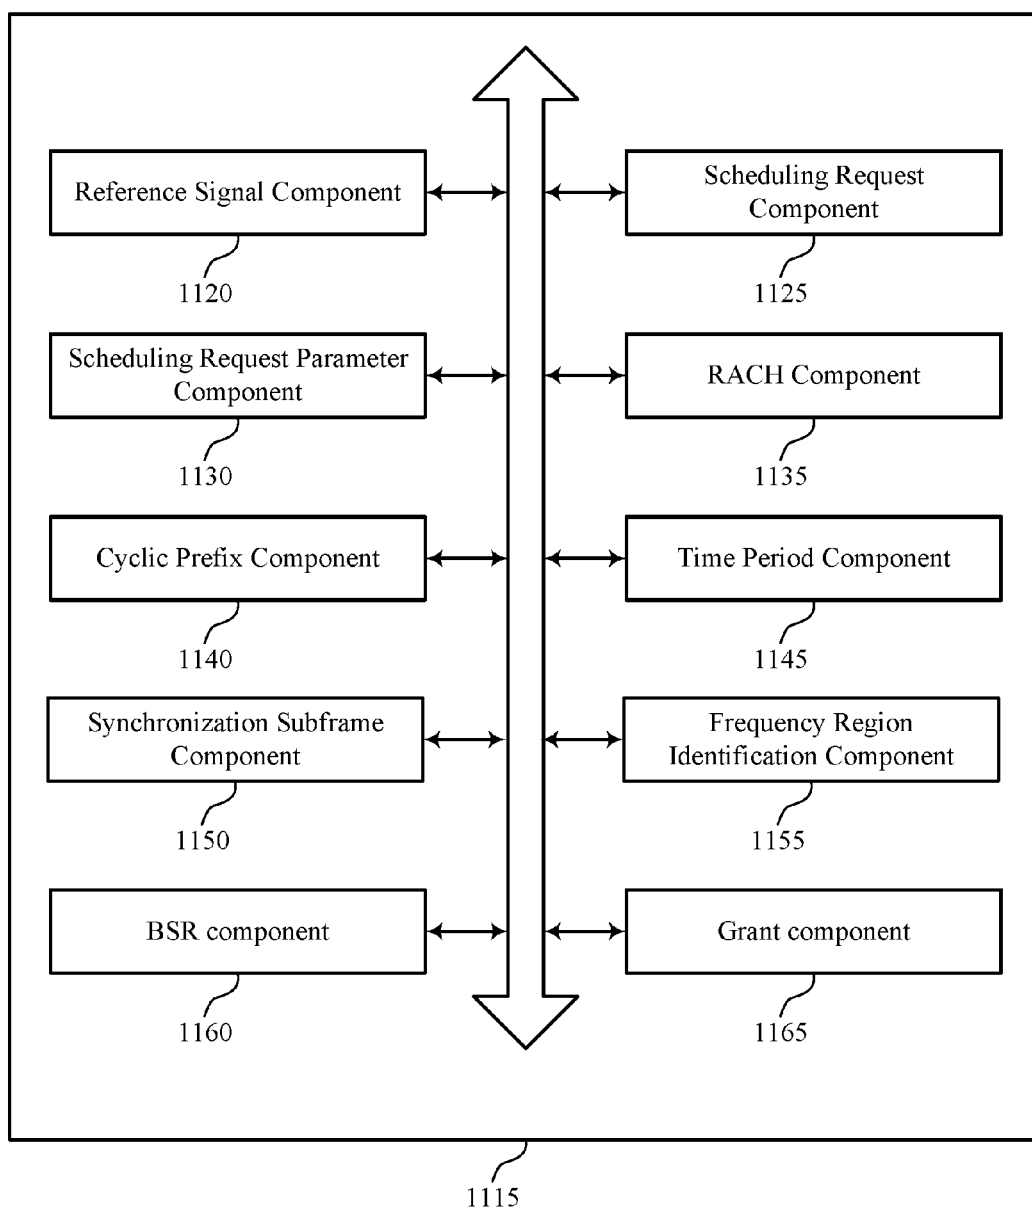 Reference Signal Component
1120
Scheduling Request
Component
1125
Scheduling Request Parameter
Component
1130
RACH Component
1135
Cyclic Prefix Component
1140
Time Period Component
1145
Synchronization Subframe
Component
1150
Frequency Region
Identification Component
1155
BSR component
1160
Grant component
1165
1115